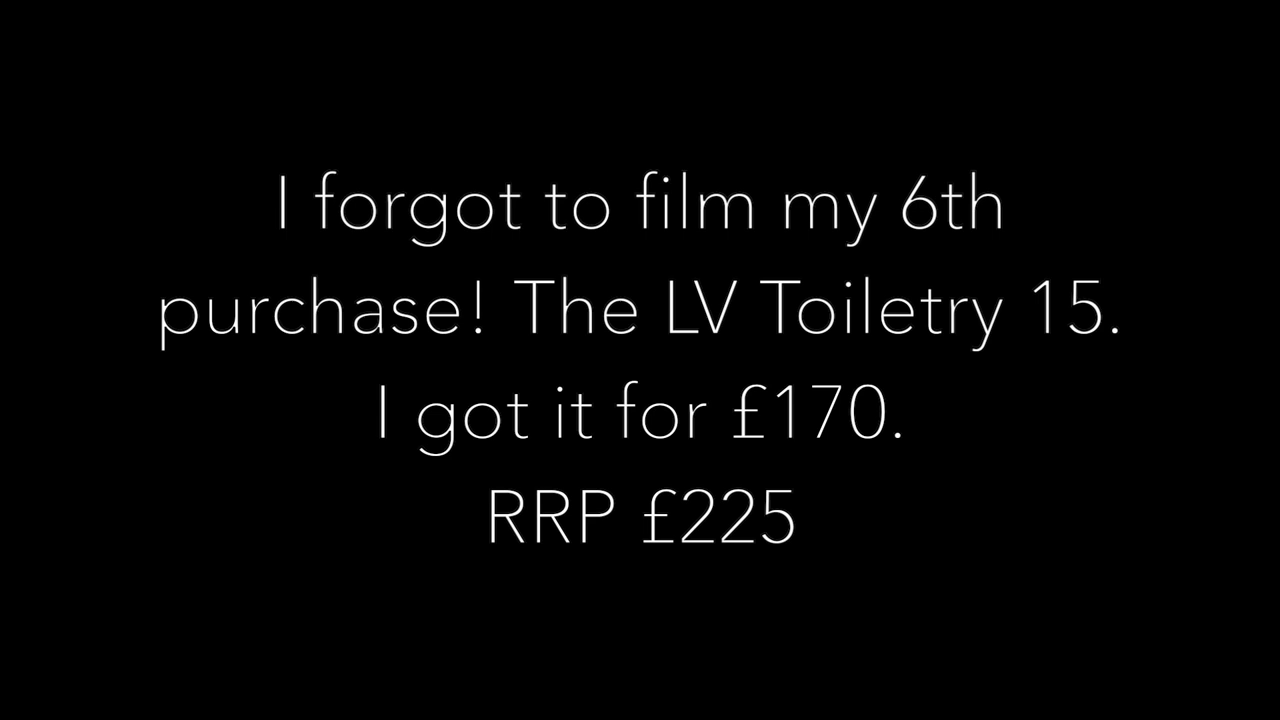 I forgot to film my 6th
purchase! The LV Toiletry 15.
I got it for £170.
RRP £225